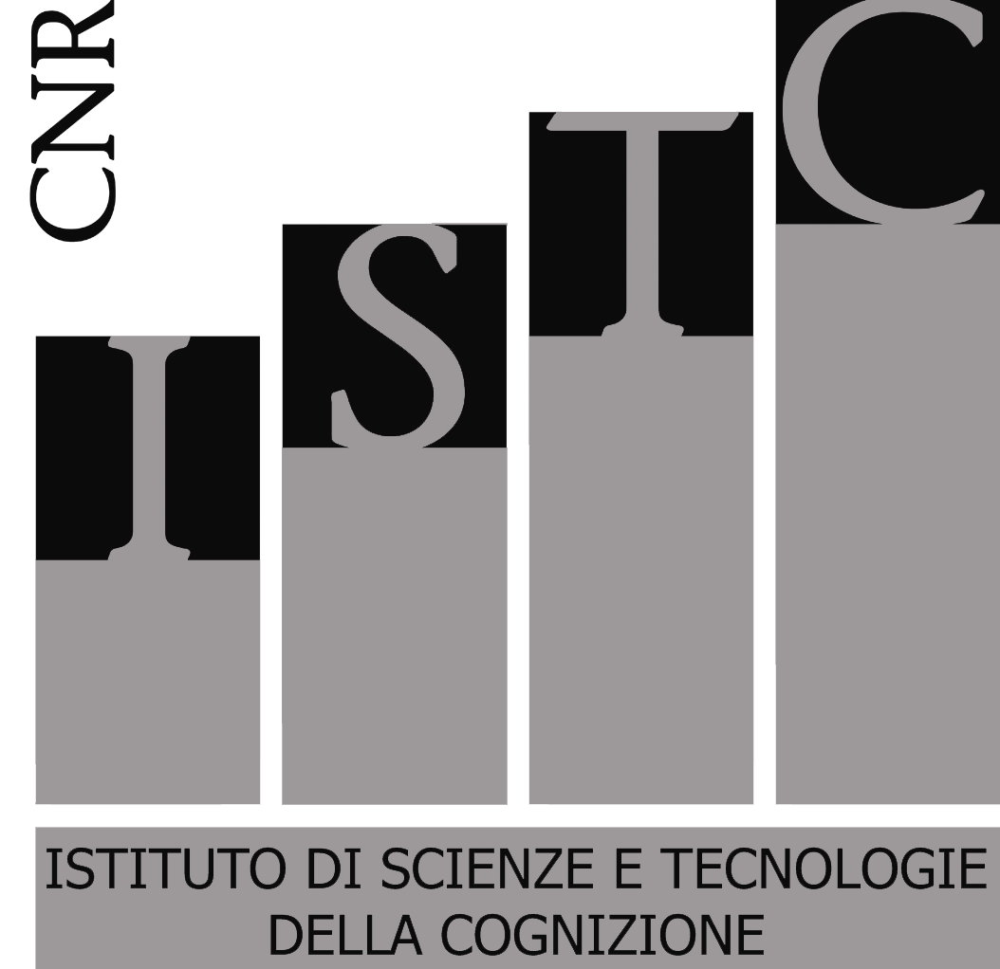 CNR
ISTC
ISTITUTO DI SCIENZE E TECNOLOGIE
DELLA COGNIZIONE